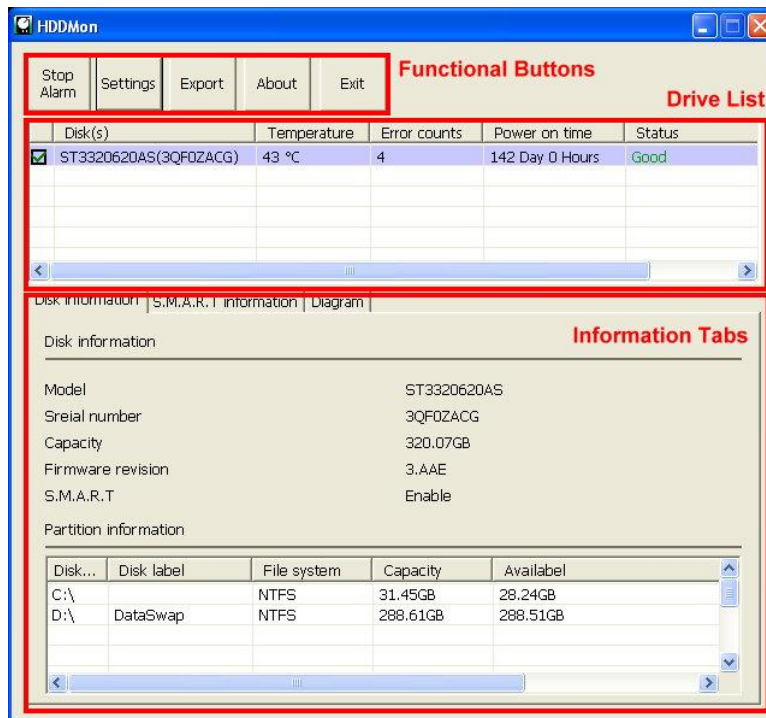 HDDMon
Stop Alarm Settings Export About Exit
Functional Buttons
Drive List
Disk(s) Temperature Error counts Power on time Status
ST3320620AS(3QF0ZACG) 43 °C 4 142 Day 0 Hours Good
Disk information S.M.A.R.T information Diagram
Information Tabs
Disk information
Model ST3320620AS
Sreial number 3QF0ZACG
Capacity 320.07GB
Firmware revision 3.AAE
S.M.A.R.T Enable
Partition information
Disk... Disk label File system Capacity Availabel
C:\ NTFS 31.45GB 28.24GB
D:\ DataSwap NTFS 288.61GB 288.51GB